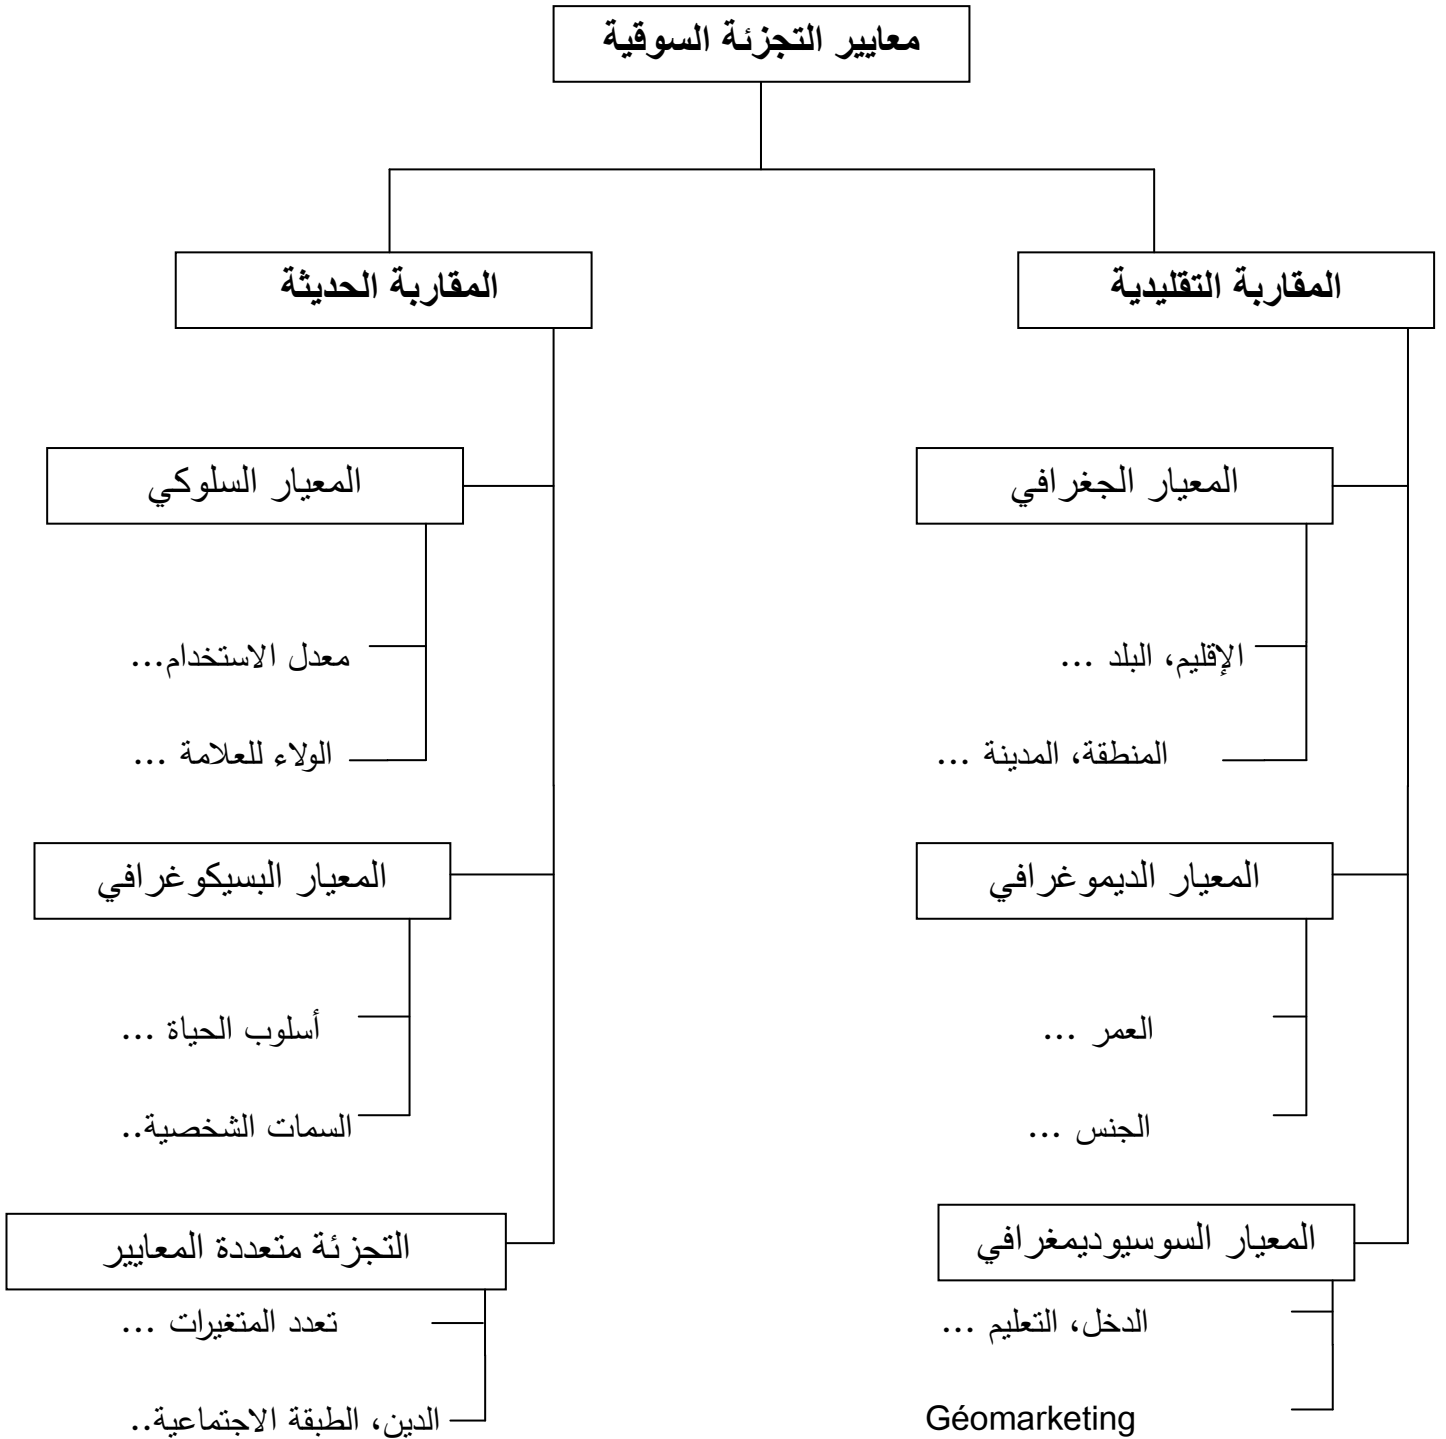 معايير التجزئة السوقية
المقاربة التقليدية
المقاربة الحديثة
المعيار الجغرافي
المعيار السلوكي
الإقليم، البلد ...
معدل الاستخدام...
المنطقة، المدينة ...
الولاء للعلامة ...
المعيار الديموغرافي
المعيار البسيكوغرافي
العمر ...
أسلوب الحياة ...
الجنس ...
السمات الشخصية..
المعيار السوسيوديمغرافي
التجزئة متعددة المعايير
الدخل، التعليم ...
تعدد المتغيرات ...
Géomarketing
الدين، الطبقة الاجتماعية..